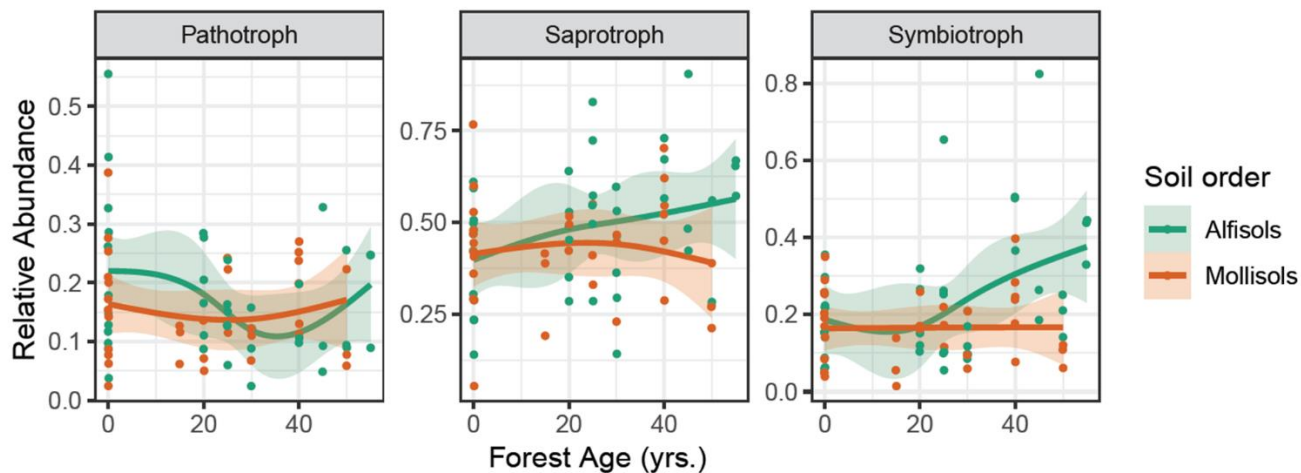 Pathotroph
Saprotroph
Symbiotroph
Relative Abundance
0.5
0.4
0.3
0.2
0.1
0.0
0 20 40
0.75
0.50
0.25
0 20 40
0.8
0.6
0.4
0.2
0.0
0 20 40
Forest Age (yrs.)
Soil order
Alfisols
Mollisols